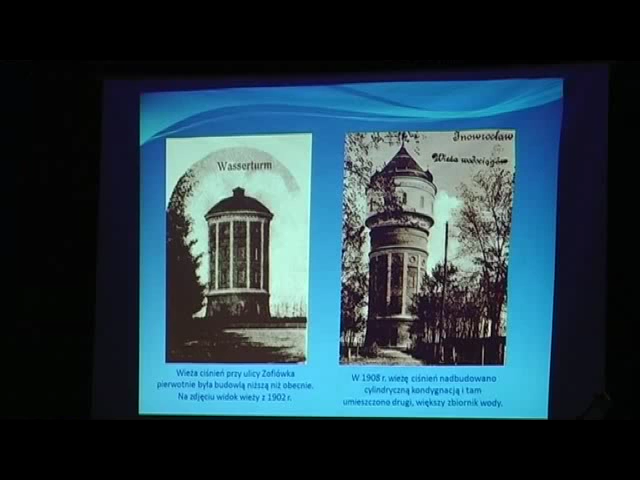 Wasserturm
Inowrocław
Wieża wodociągów
Wieża ciśnień przy ulicy Zofiówka
pierwotnie była budowlą niższą niż obecnie.
Na zdjęciu widok wieży z 1902 r.
W 1908 r. wieżę ciśnień nadbudowano
cylindryczną kondygnacją i tam
umieszczono drugi, większy zbiornik wody.